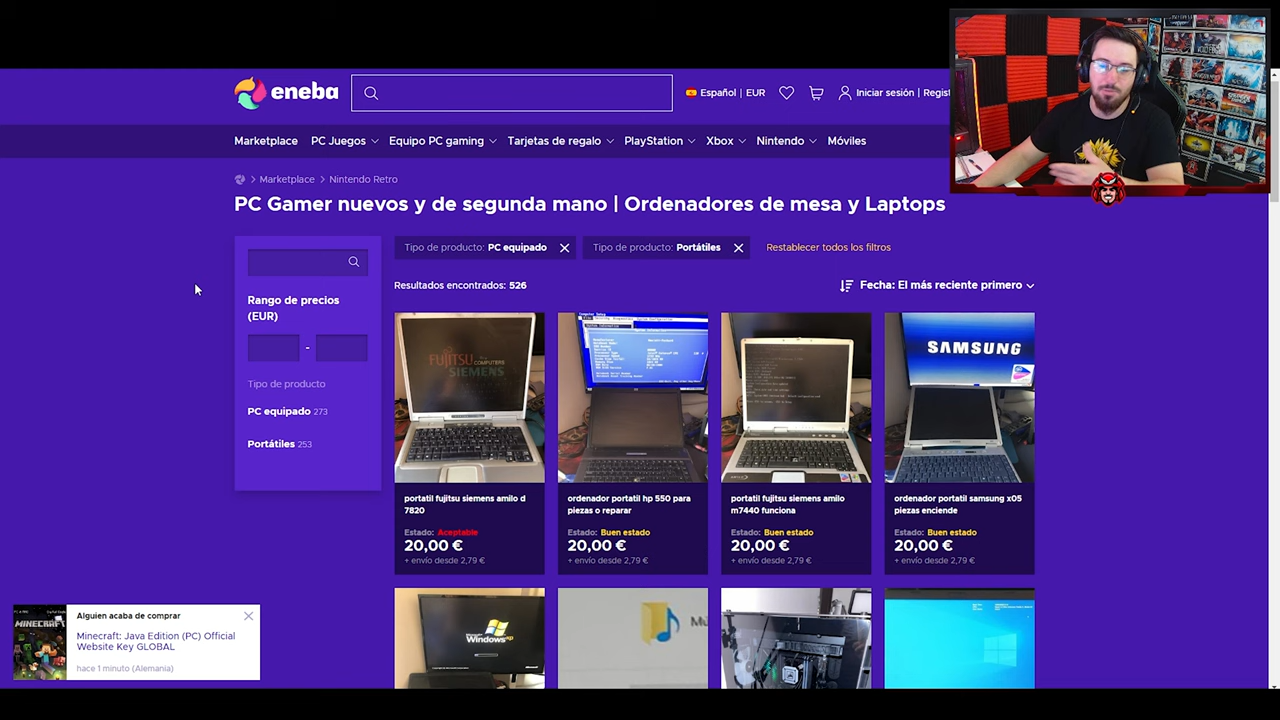 eneba
Español | EUR
Iniciar sesión | Regist
Marketplace
PC Juegos
Equipo PC gaming
Tarjetas de regalo
PlayStation
Xbox
Nintendo
Móviles
Marketplace
Nintendo Retro
PC Gamer nuevos y de segunda mano | Ordenadores de mesa y Laptops
Tipo de producto: PC equipado
Tipo de producto: Portátiles
Restablecer todos los filtros
Rango de precios
(EUR)
-
Tipo de producto
PC equipado 273
Portátiles 253
Resultados encontrados: 526
Fecha: El más reciente primero
FUJITSU COMPUTERS
SIEMENS
SAMSUNG
portatil fujitsu siemens amilo d
7820
Estado: Aceptable
20,00 €
+ envío desde 2,79 €
ordenador portatil hp 550 para
piezas o reparar
Estado: Buen estado
20,00 €
+ envío desde 2,79 €
portatil fujitsu siemens amilo
m7440 funciona
Estado: Buen estado
20,00 €
+ envío desde 2,79 €
ordenador portatil samsung x05
piezas enciende
Estado: Buen estado
20,00 €
+ envío desde 2,79 €
Windows xp
MINECRAFT
Alguien acaba de comprar
Minecraft: Java Edition (PC) Official
Website Key GLOBAL
hace 1 minuto (Alemania)